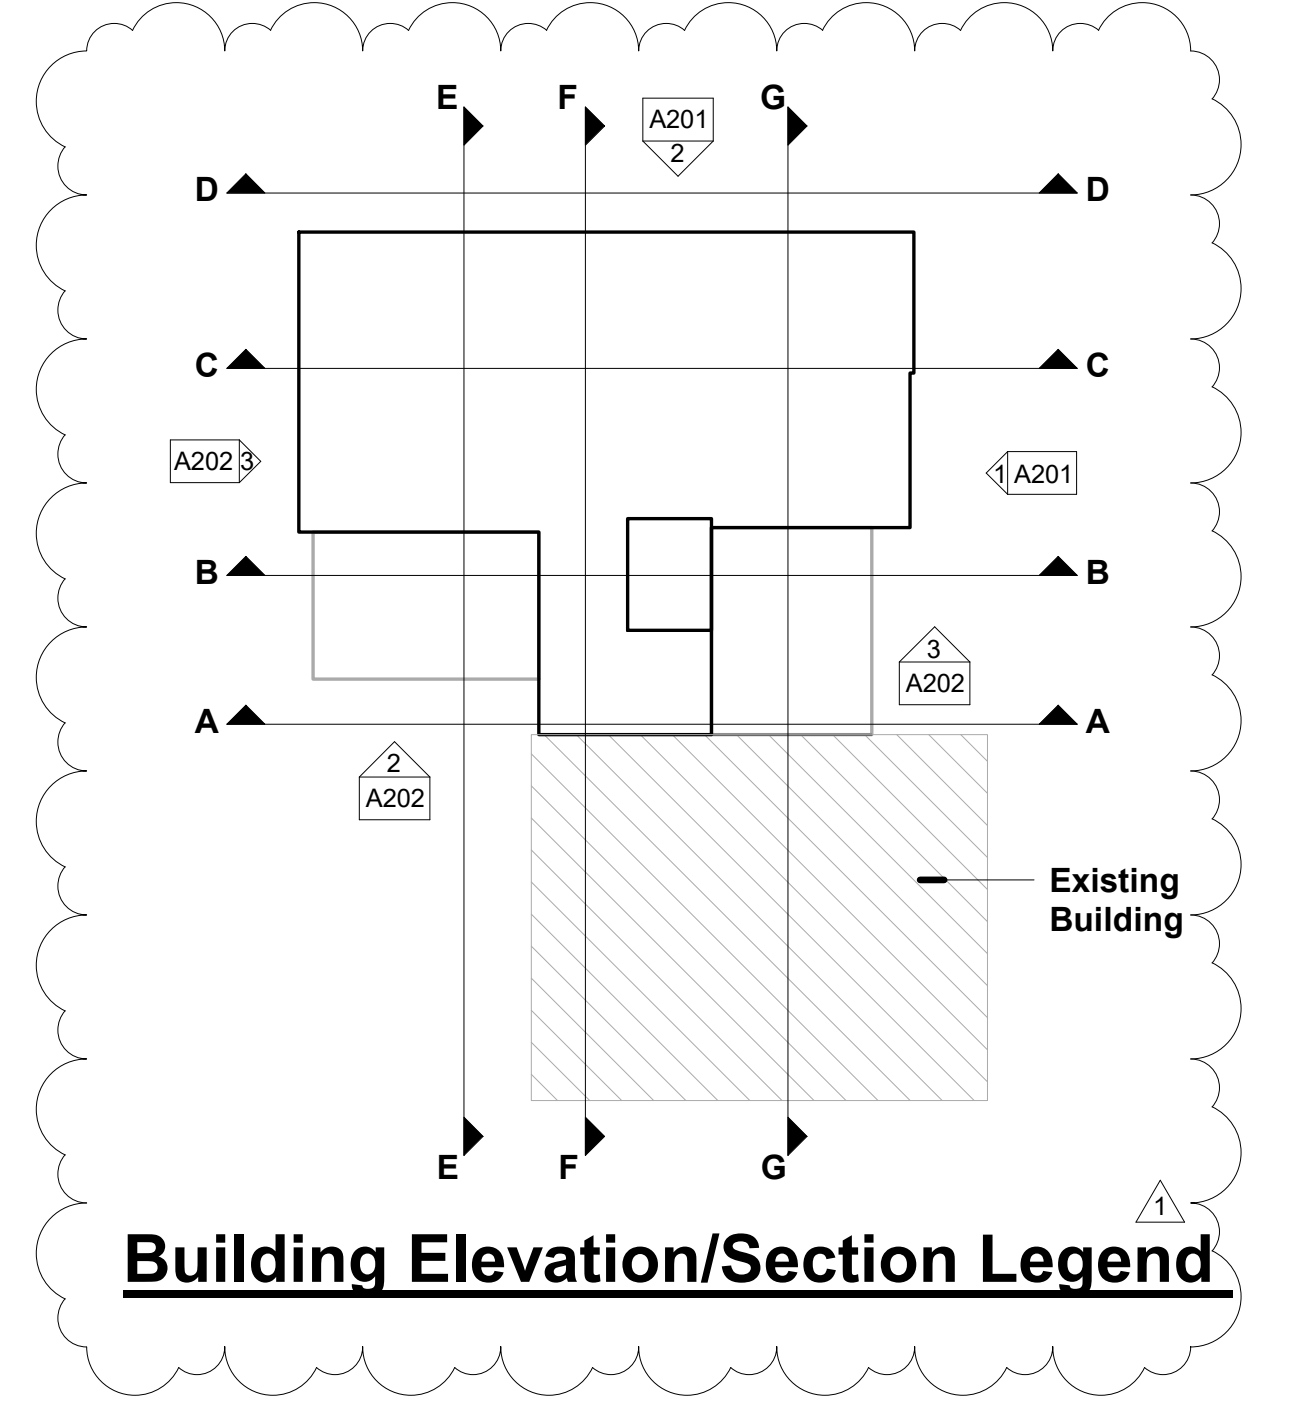 E
F
G
A201
2
D
D
C
C
A202 3
1 A201
B
B
3
A202
A
A
2
A202
Existing
Building
E
F
G
1
Building Elevation/Section Legend